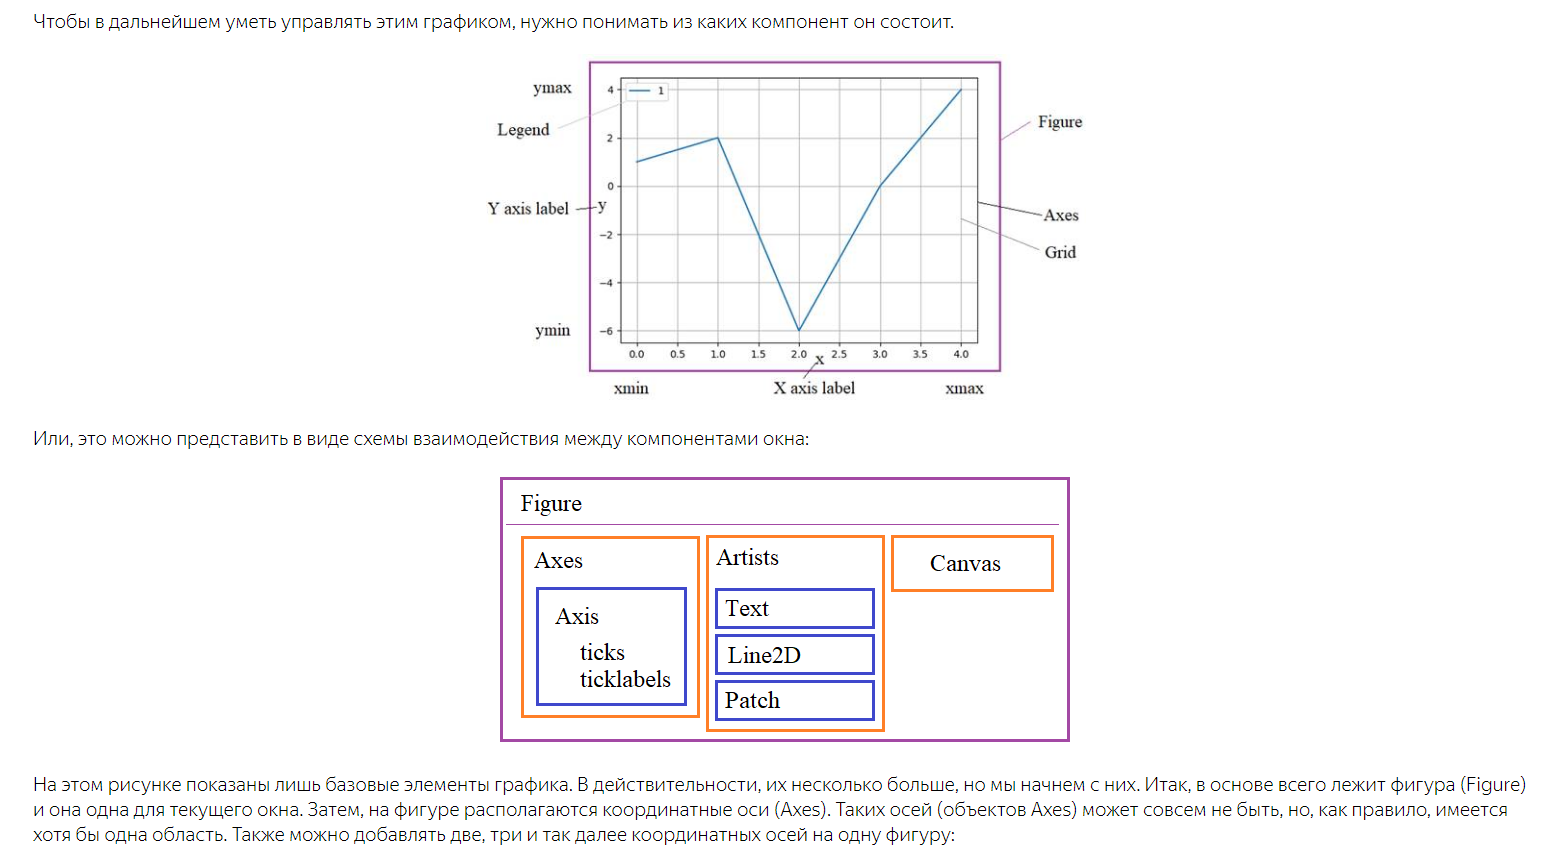 Чтобы в дальнейшем уметь управлять этим графиком, нужно понимать из каких компонент он состоит.
ymax
4
1
Legend
Figure
2
0
Y axis label
y
Axes
−2
Grid
−4
ymin
−6
0.0 0.5 1.0 1.5 2.0 2.5 3.0 3.5 4.0
x
xmin X axis label xmax
Или, это можно представить в виде схемы взаимодействия между компонентами окна:
Figure
Axes
Axis
ticks
ticklabels
Artists
Text
Line2D
Patch
Canvas
На этом рисунке показаны лишь базовые элементы графика. В действительности, их несколько больше, но мы начнем с них. Итак, в основе всего лежит фигура (Figure)
и она одна для текущего окна. Затем, на фигуре располагаются координатные оси (Axes). Таких осей (объектов Axes) может совсем не быть, но, как правило, имеется
хотя бы одна область. Также можно добавлять две, три и так далее координатных осей на одну фигуру: